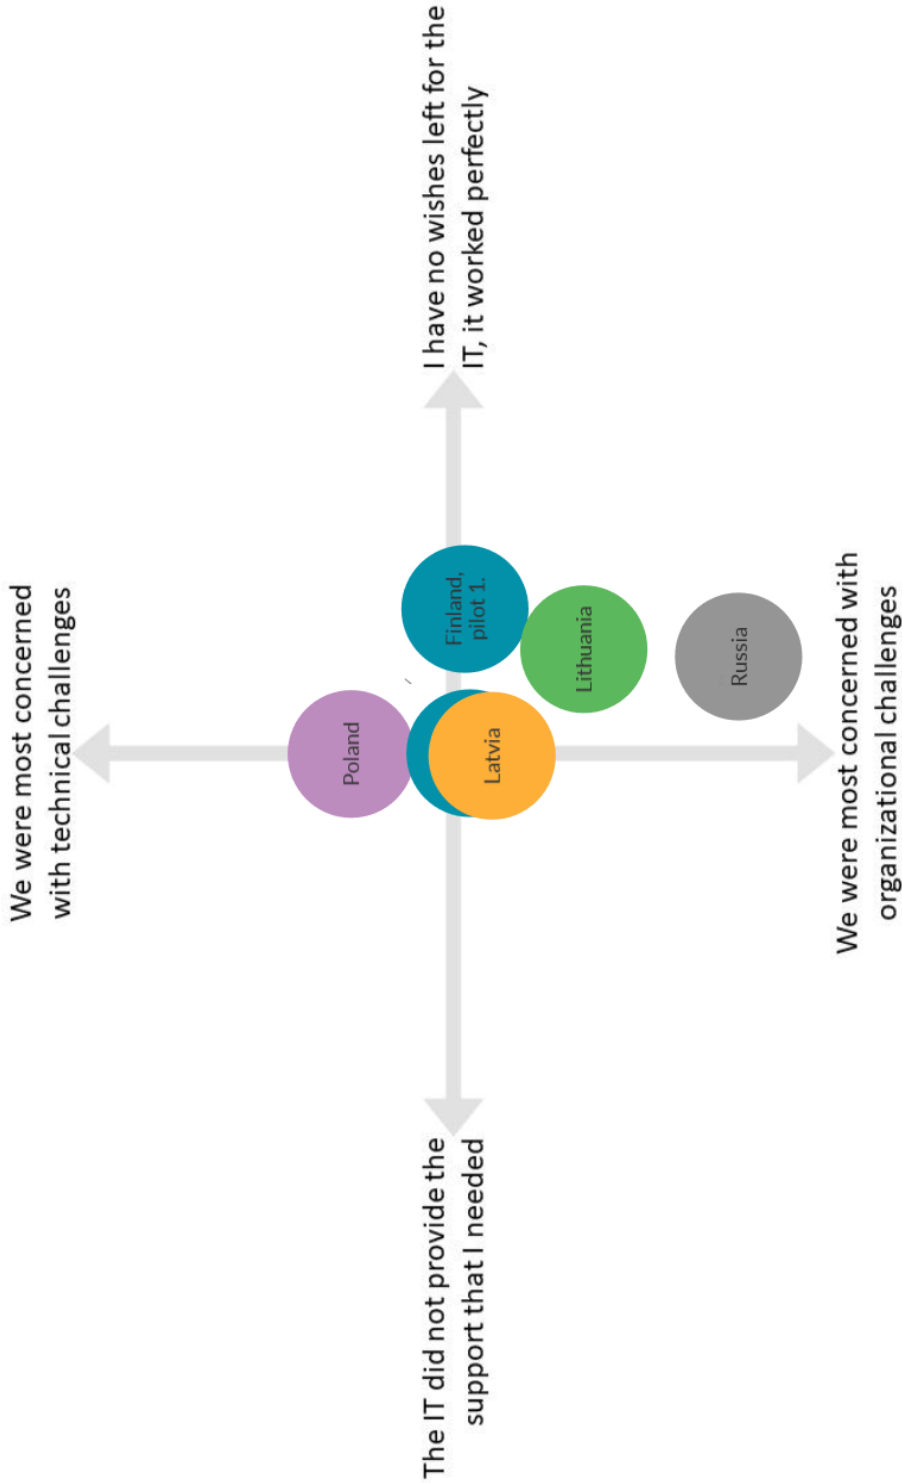 We were most concerned
with technical challenges
Poland
The IT did not provide the
support that I needed
Latvia
Finland,
pilot 1.
I have no wishes left for the
IT, it worked perfectly
Lithuania
Russia
We were most concerned with
organizational challenges